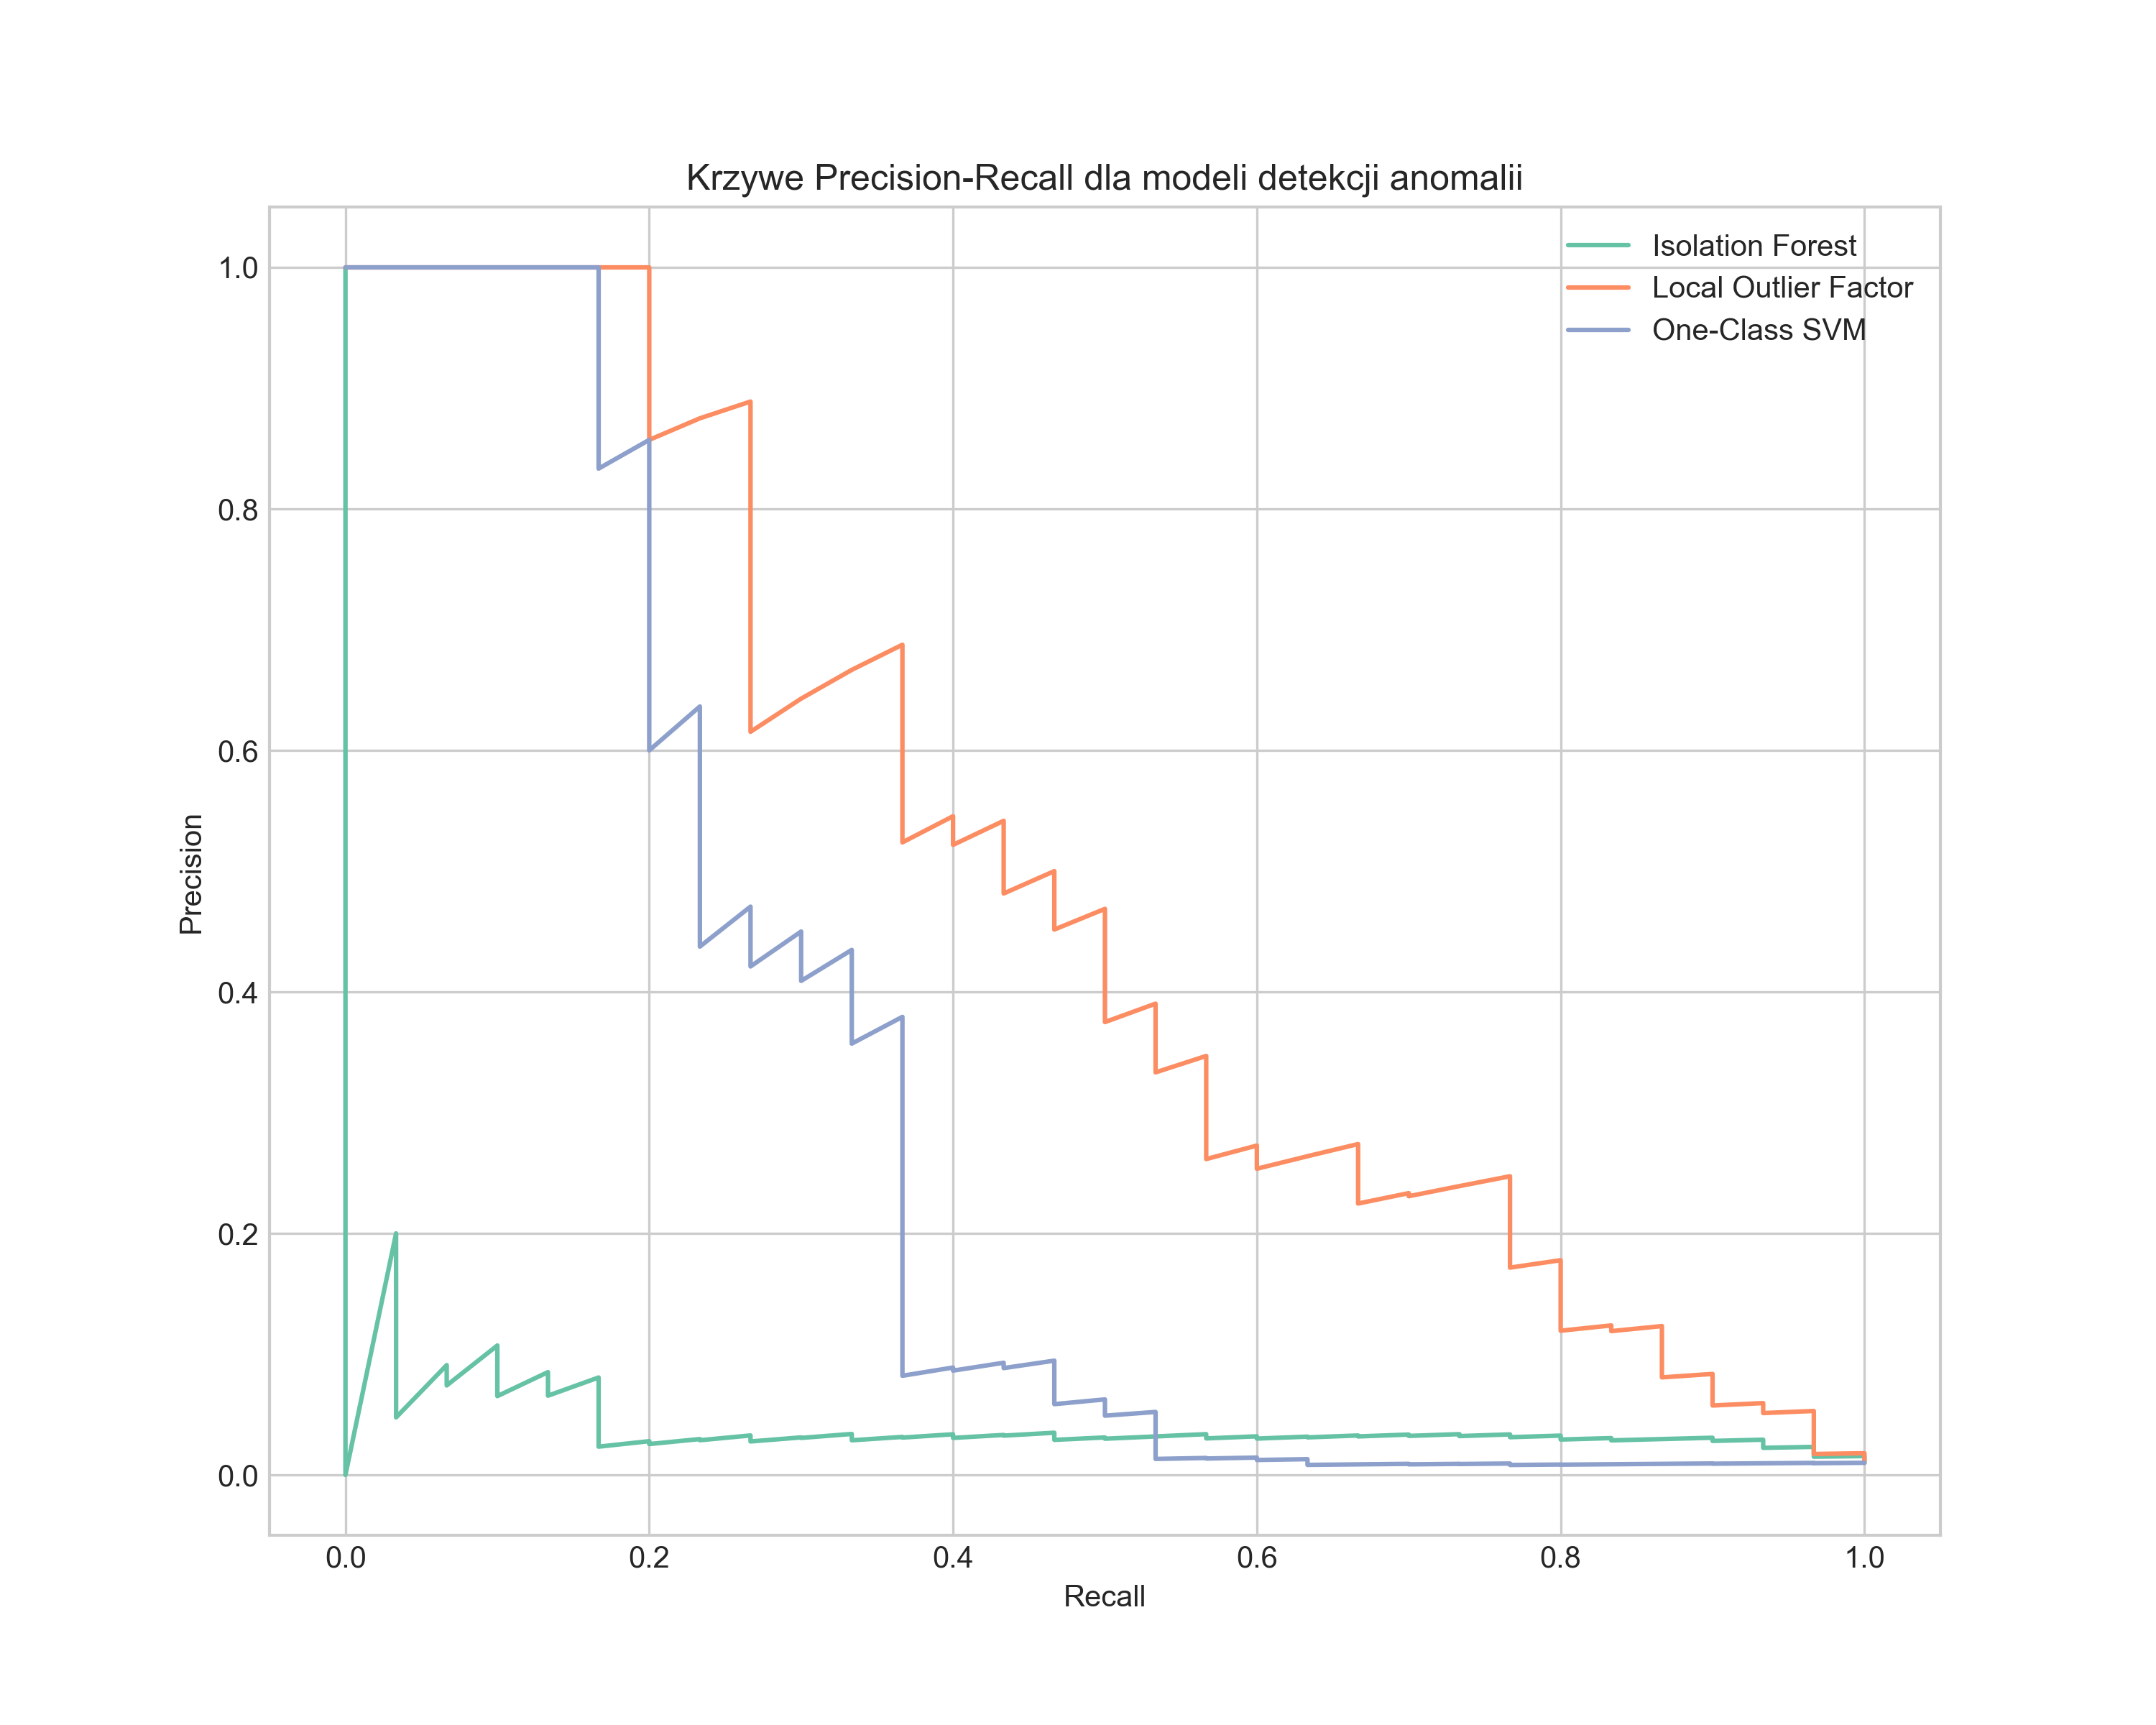 Krzywe Precision-Recall dla modeli detekcji anomalii
Isolation Forest
Local Outlier Factor
One-Class SVM
Precision
1.0
0.8
0.6
0.4
0.2
0.0
0.0 0.2 0.4 0.6 0.8 1.0
Recall